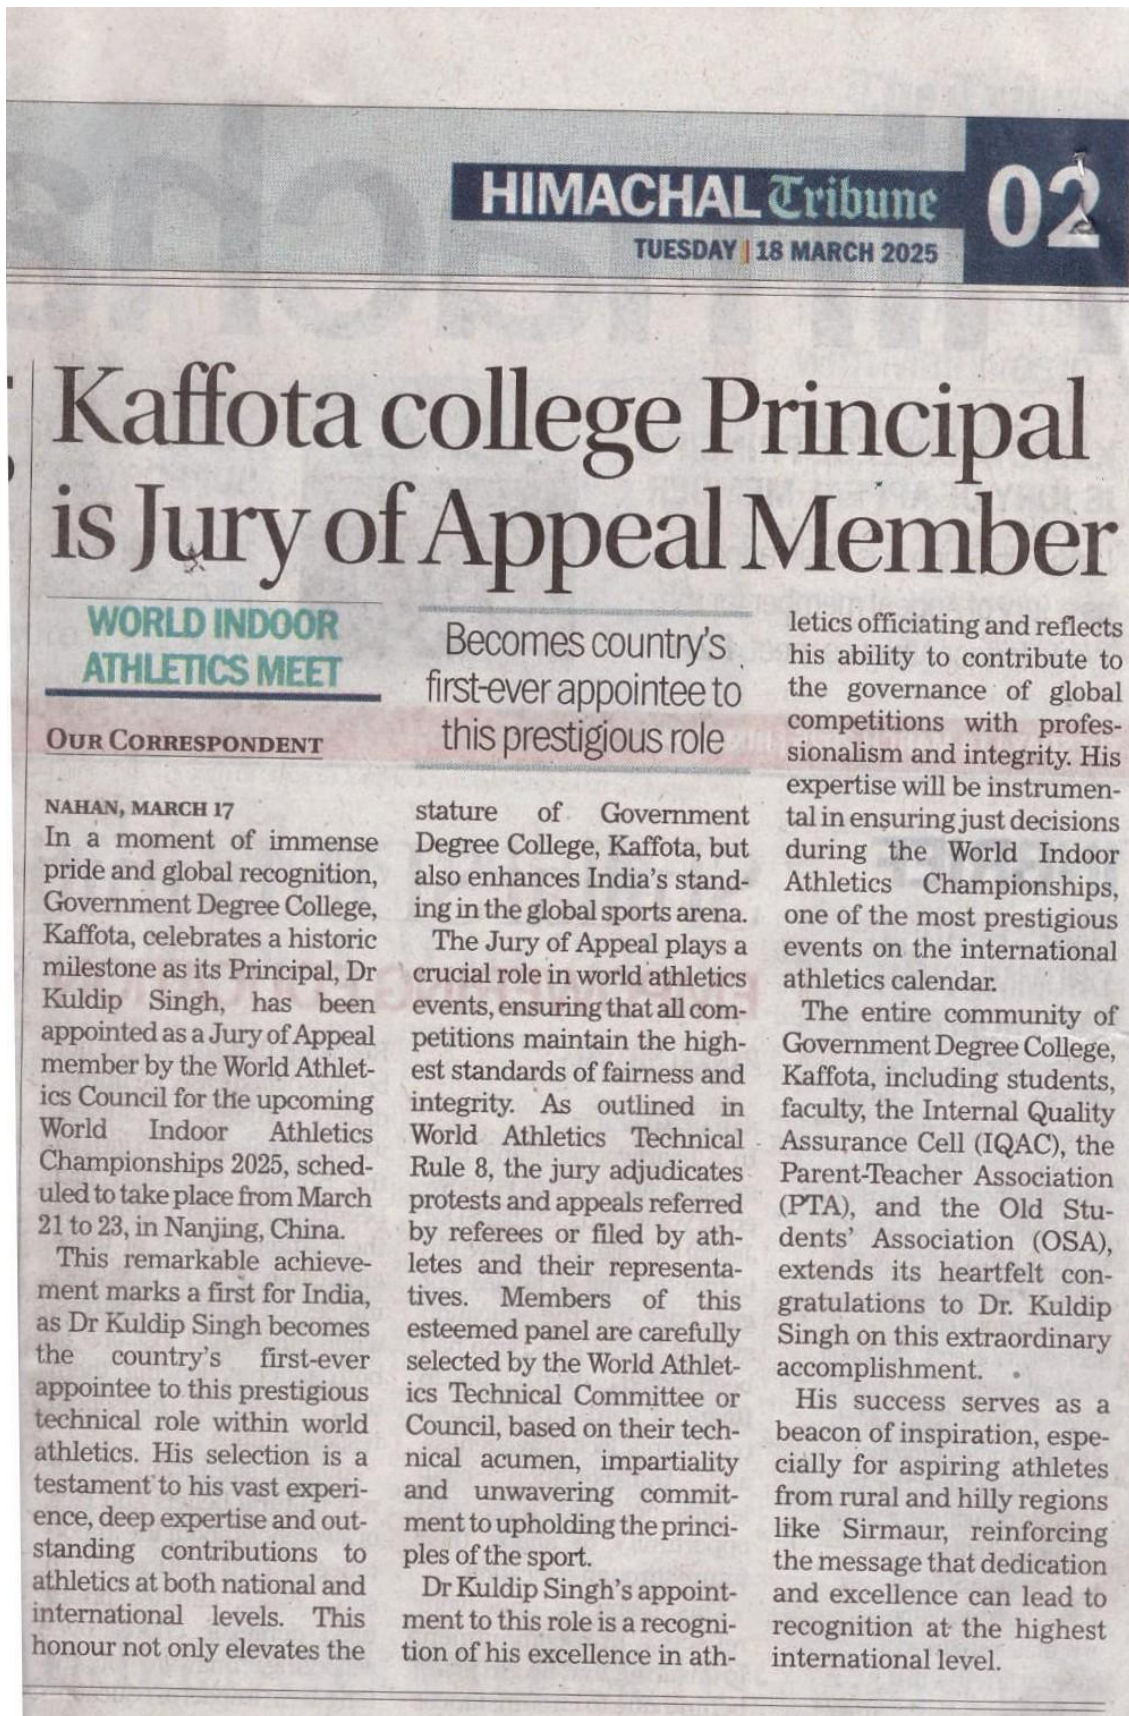 HIMACHAL Tribune
TUESDAY | 18 MARCH 2025
02
Kaffota college Principal
is Jury of Appeal Member
WORLD INDOOR
ATHLETICS MEET
OUR CORRESPONDENT
Becomes country's
first-ever appointee to
this prestigious role
NAHAN, MARCH 17
In a moment of immense
pride and global recognition,
Government Degree College,
Kaffota, celebrates a historic
milestone as its Principal, Dr
Kuldip Singh, has been
appointed as a Jury of Appeal
member by the World Athlet-
ics Council for the upcoming
World Indoor Athletics
Championships 2025, sched-
uled to take place from March
21 to 23, in Nanjing, China.
This remarkable achieve-
ment marks a first for India,
as Dr Kuldip Singh becomes
the country's first-ever
appointee to this prestigious
technical role within world
athletics. His selection is a
testament to his vast experi-
ence, deep expertise and out-
standing contributions to
athletics at both national and
international levels. This
honour not only elevates the
stature of Government
Degree College, Kaffota, but
also enhances India's stand-
ing in the global sports arena.
The Jury of Appeal plays a
crucial role in world athletics
events, ensuring that all com-
petitions maintain the high-
est standards of fairness and
integrity. As outlined in
World Athletics Technical
Rule 8, the jury adjudicates
protests and appeals referred
by referees or filed by ath-
letes and their representa-
tives. Members of this
esteemed panel are carefully
selected by the World Athlet-
ics Technical Committee or
Council, based on their tech-
nical acumen, impartiality
and unwavering commit-
ment to upholding the princi-
ples of the sport.
Dr Kuldip Singh's appoint-
ment to this role is a recogni-
tion of his excellence in ath-
letics officiating and reflects
his ability to contribute to
the governance of global
competitions with profes-
sionalism and integrity. His
expertise will be instrumen-
tal in ensuring just decisions
during the World Indoor
Athletics Championships,
one of the most prestigious
events on the international
athletics calendar.
The entire community of
Government Degree College,
Kaffota, including students,
faculty, the Internal Quality
Assurance Cell (IQAC), the
Parent-Teacher Association
(PTA), and the Old Stu-
dents' Association (OSA),
extends its heartfelt con-
gratulations to Dr. Kuldip
Singh on this extraordinary
accomplishment.
His success serves as a
beacon of inspiration, espe-
cially for aspiring athletes
from rural and hilly regions
like Sirmaur, reinforcing
the message that dedication
and excellence can lead to
recognition at the highest
international level.